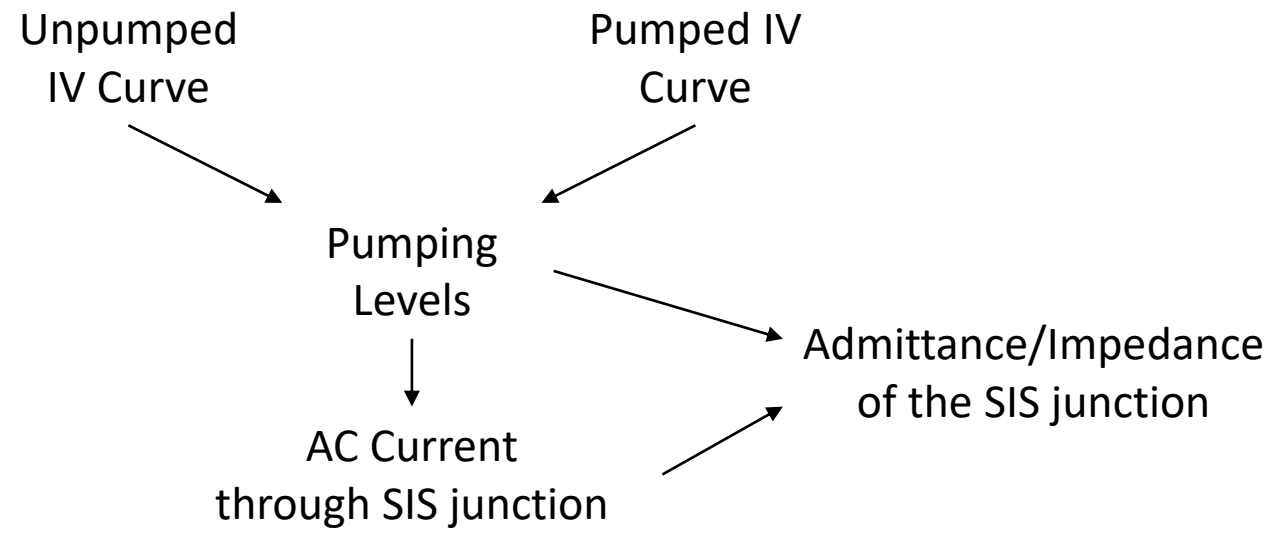 Unpumped
IV Curve
Pumped IV
Curve
Pumping
Levels
Admittance/Impedance
of the SIS junction
AC Current
through SIS junction